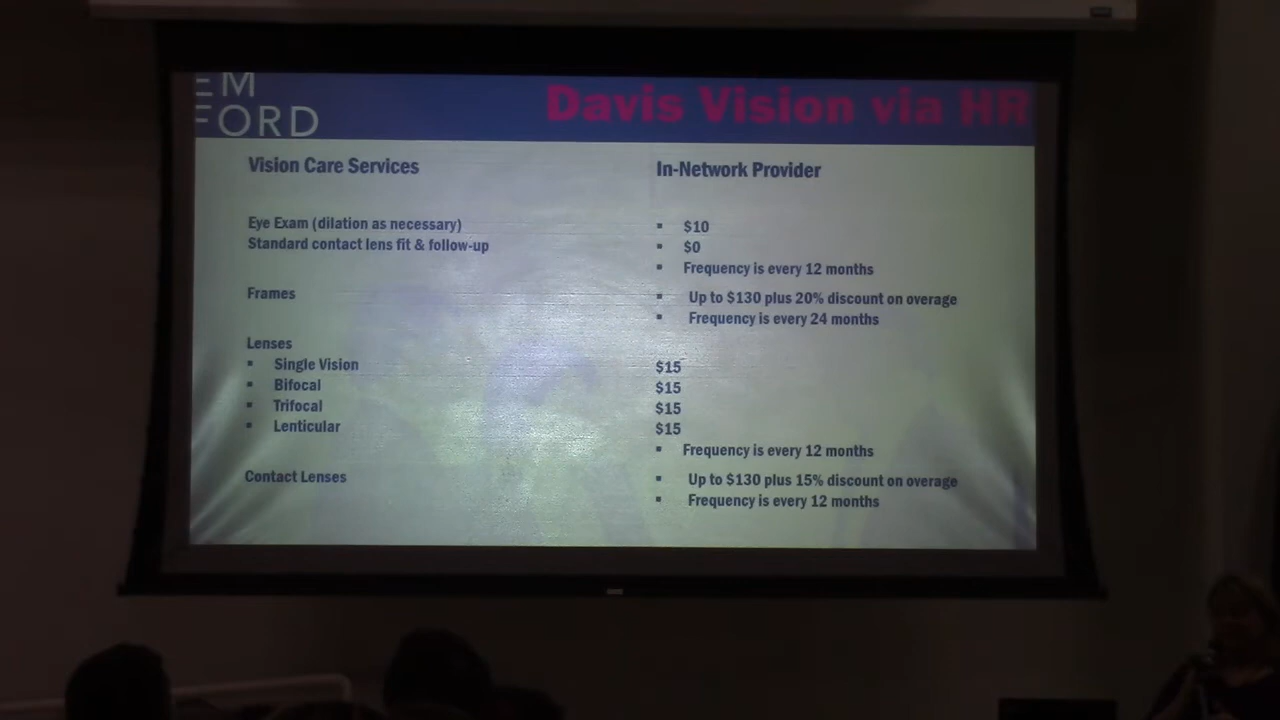 EM
FORD
Davis Vision via HR
Vision Care Services
In-Network Provider
Eye Exam (dilation as necessary)
▪ $10
Standard contact lens fit & follow-up
▪ $0
▪ Frequency is every 12 months
Frames
▪ Up to $130 plus 20% discount on overage
▪ Frequency is every 24 months
Lenses
▪ Single Vision
$15
▪ Bifocal
$15
▪ Trifocal
$15
▪ Lenticular
$15
▪ Frequency is every 12 months
Contact Lenses
▪ Up to $130 plus 15% discount on overage
▪ Frequency is every 12 months